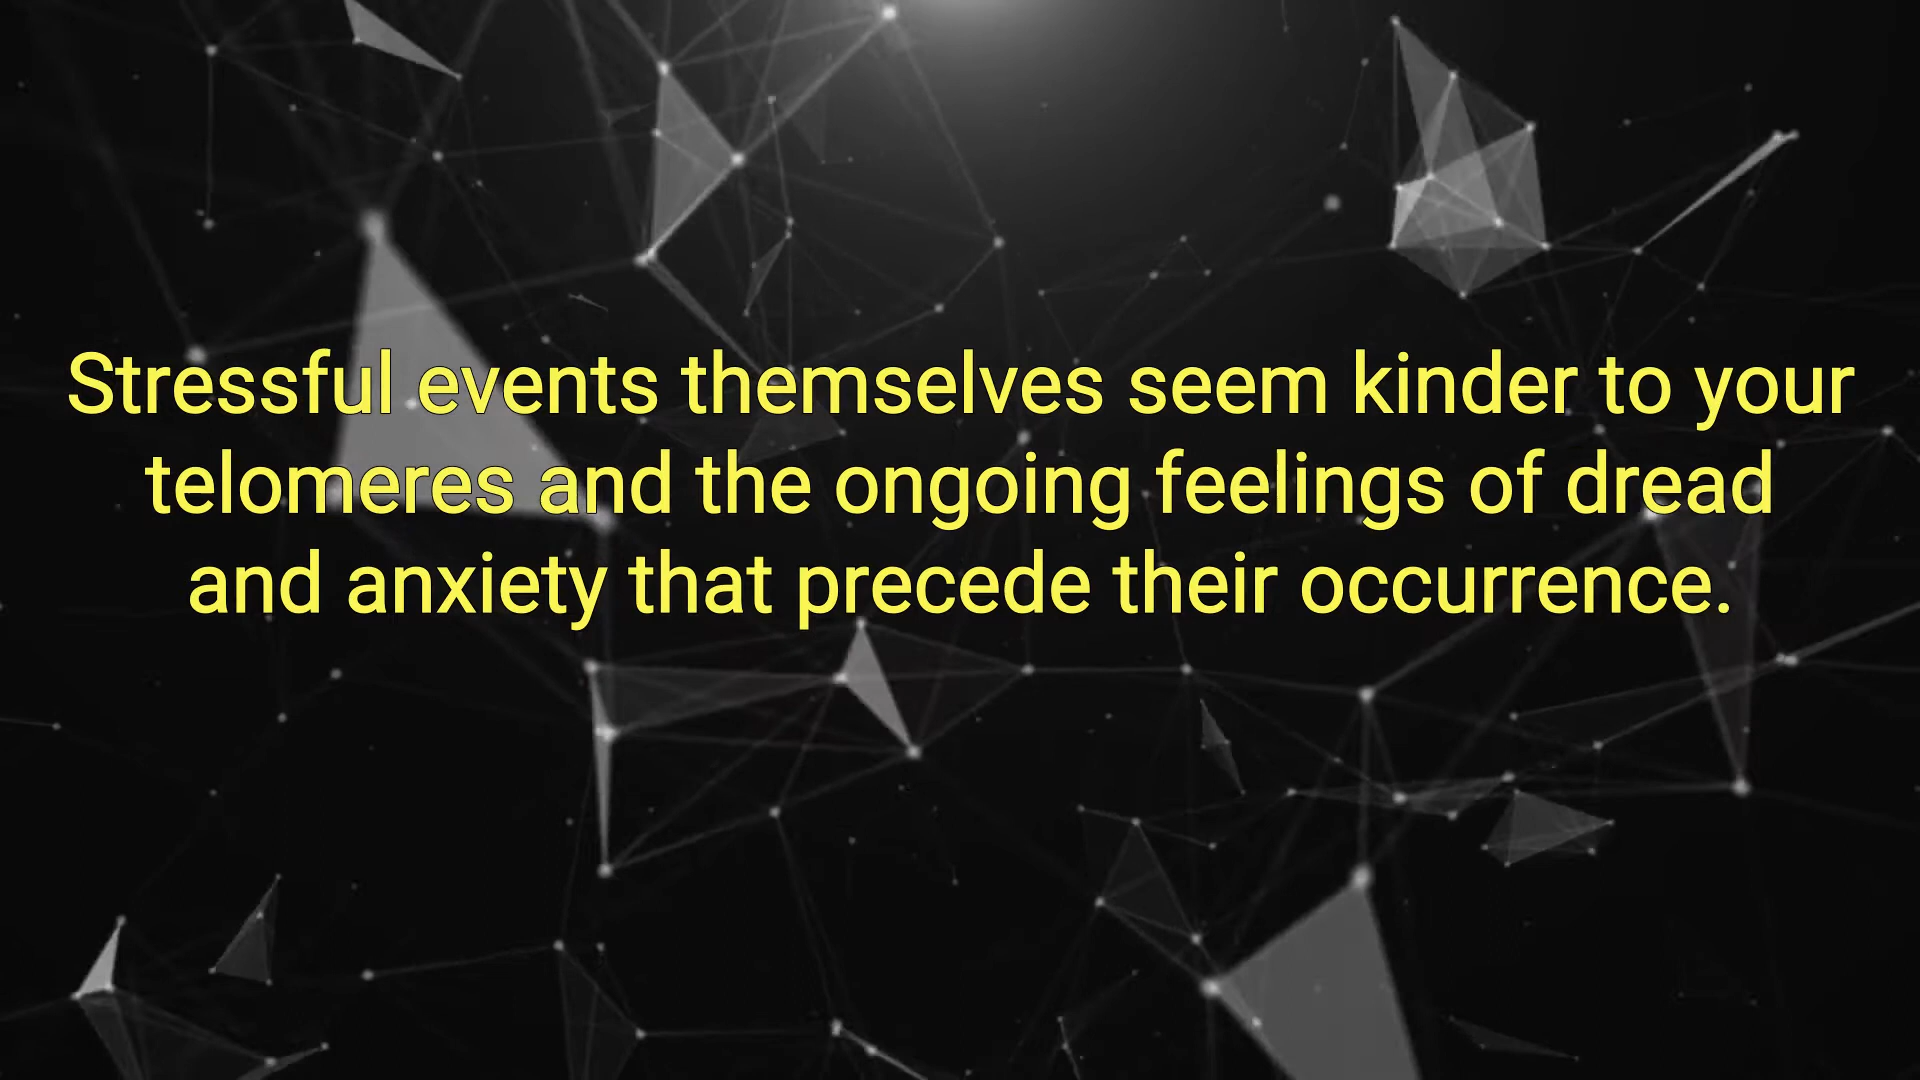 Stressful events themselves seem kinder to your
telomeres and the ongoing feelings of dread
and anxiety that precede their occurrence.